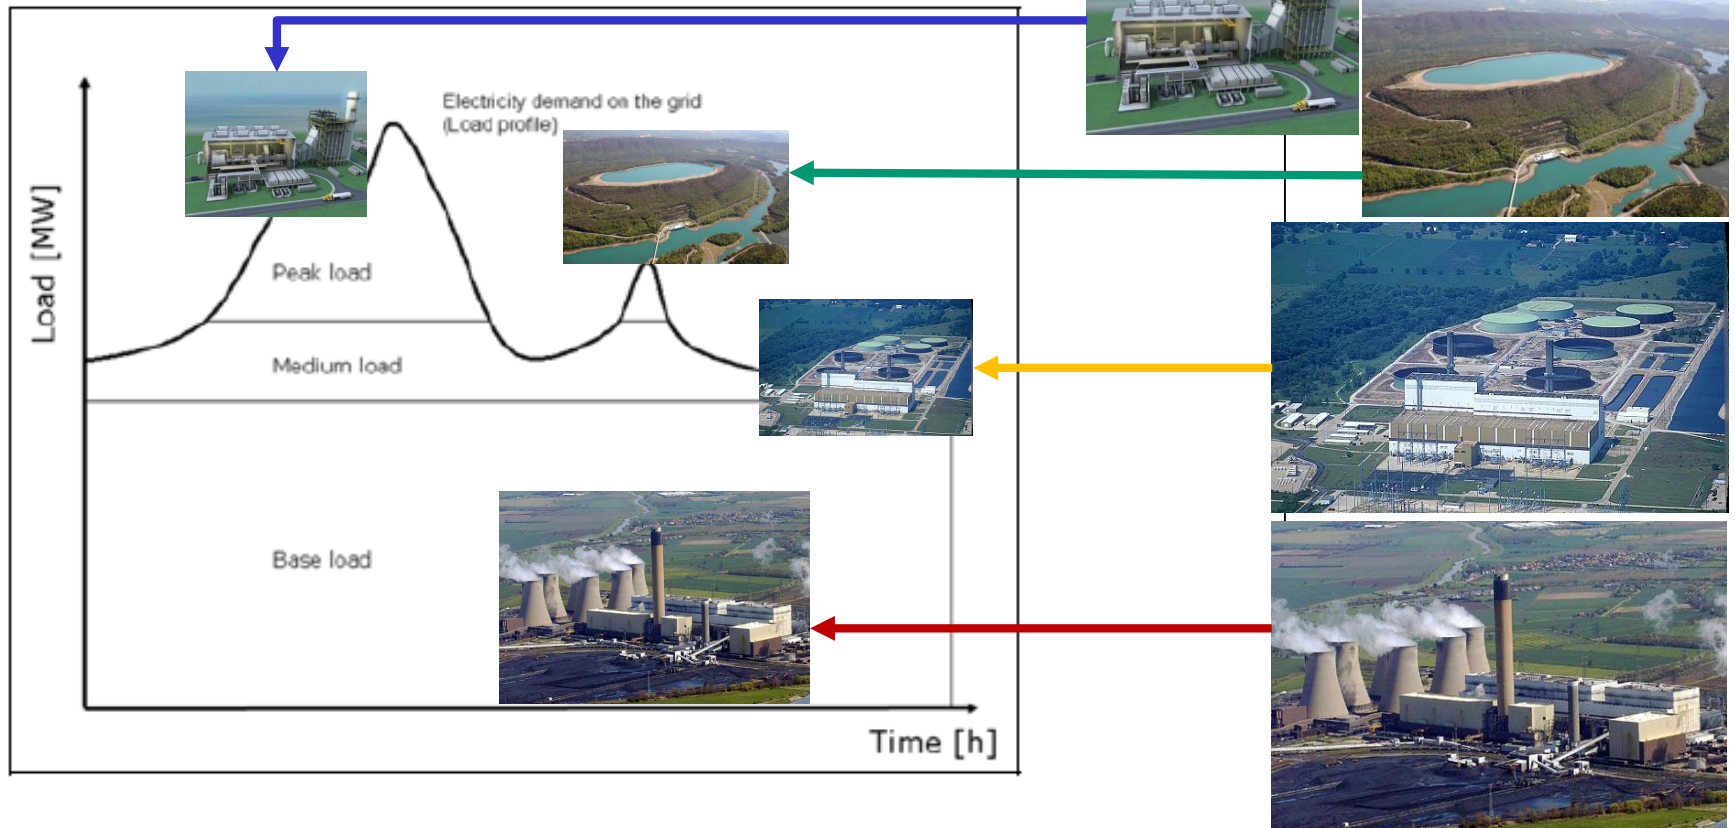 Electricity demand on the grid
(Load profile)
Load [MW]
Peak load
Medium load
Base load
Time [h]